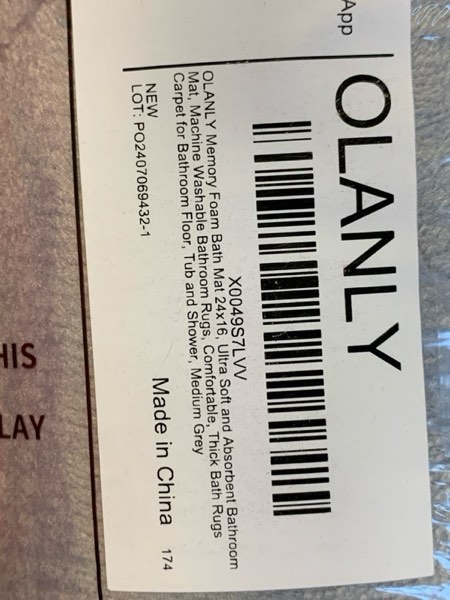 App
OLANLY
X0049S7LVV
OLANLY Memory Foam Bath Mat 24x16, Ultra Soft and Absorbent Bathroom
Mat, Machine Washable Bathroom Rugs, Comfortable, Thick Bath Rugs
Carpet for Bathroom Floor, Tub and Shower, Medium Grey
NEW
LOT: PO2407069432-1
Made in China 174
HIS
LAY